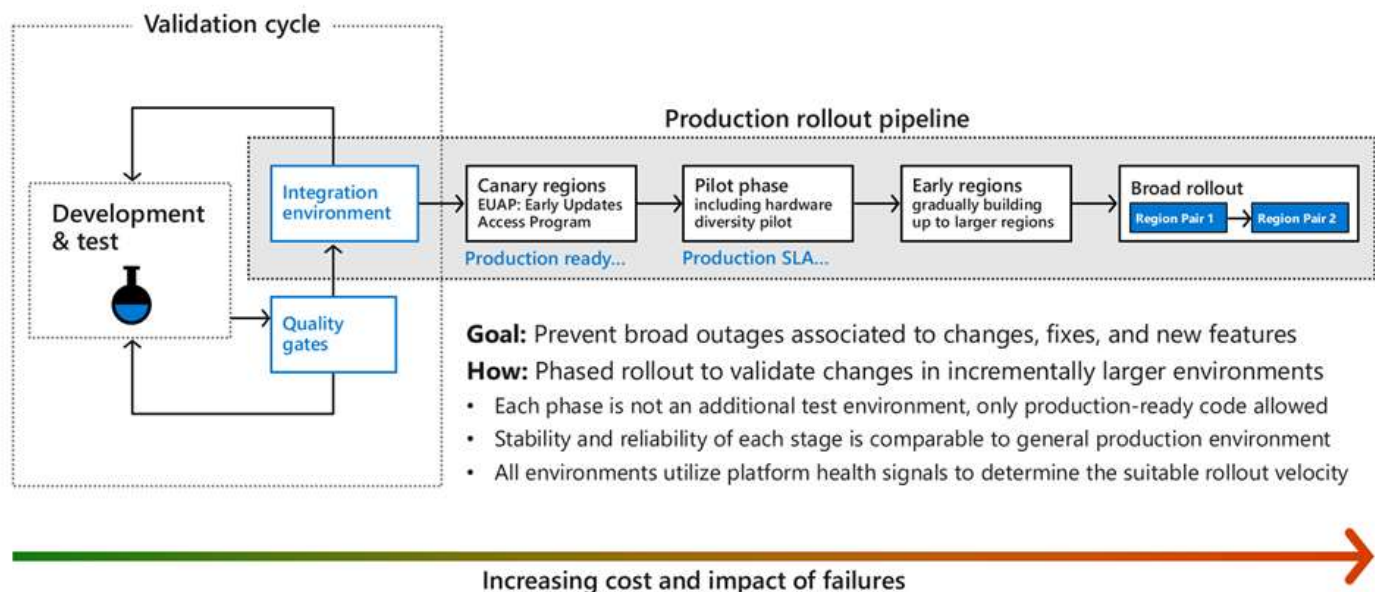 Validation cycle
Production rollout pipeline
Development
& test
Integration
environment
Quality
gates
Canary regions
EUAP: Early Updates
Access Program
Production ready...
Pilot phase
including hardware
diversity pilot
Production SLA...
Early regions
gradually building
up to larger regions
Broad rollout
Region Pair 1
Region Pair 2
Goal: Prevent broad outages associated to changes, fixes, and new features
How: Phased rollout to validate changes in incrementally larger environments
• Each phase is not an additional test environment, only production-ready code allowed
• Stability and reliability of each stage is comparable to general production environment
• All environments utilize platform health signals to determine the suitable rollout velocity
Increasing cost and impact of failures